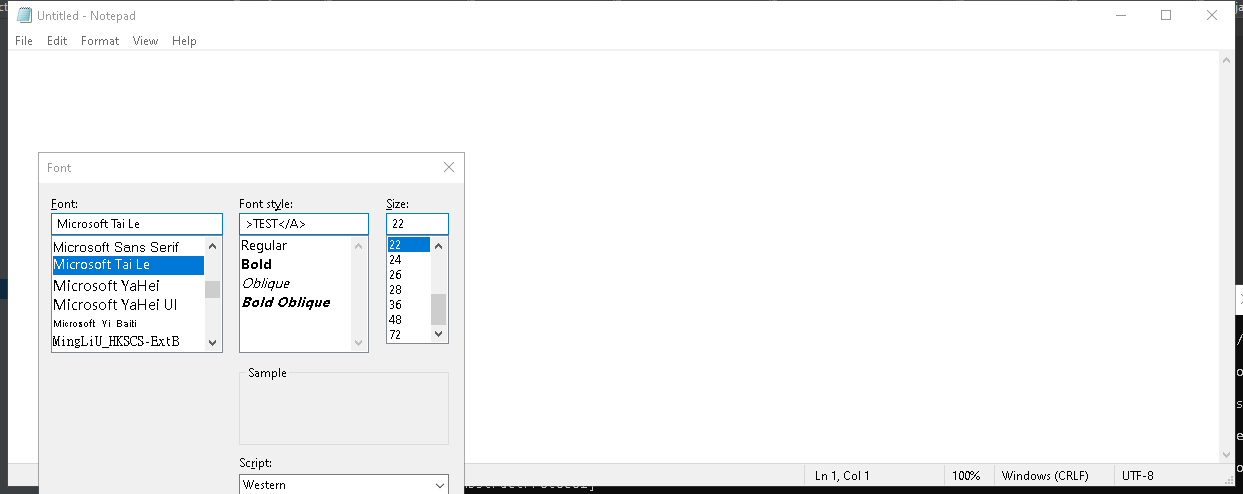 Untitled - Notepad
File Edit Format View Help
Font
Font: Font style: Size:
Microsoft Tai Le >TEST</A> 22
Microsoft Sans Serif Regular 22
Microsoft Tai Le Bold 24
Microsoft YaHei Oblique 26
Microsoft YaHei UI Bold Oblique 28
Microsoft Yi Baiti 36
MingLiU_HKSCS-ExtB 48
72
Sample
Script:
Western
Ln 1, Col 1 100% Windows (CRLF) UTF-8